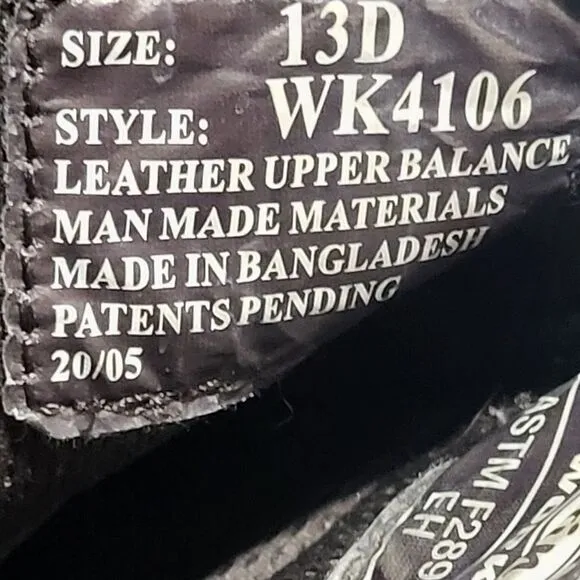 SIZE: 13D
STYLE: WK4106
LEATHER UPPER BALANCE
MAN MADE MATERIALS
MADE IN BANGLADESH
PATENTS PENDING
20/05
ASTM F289
EH